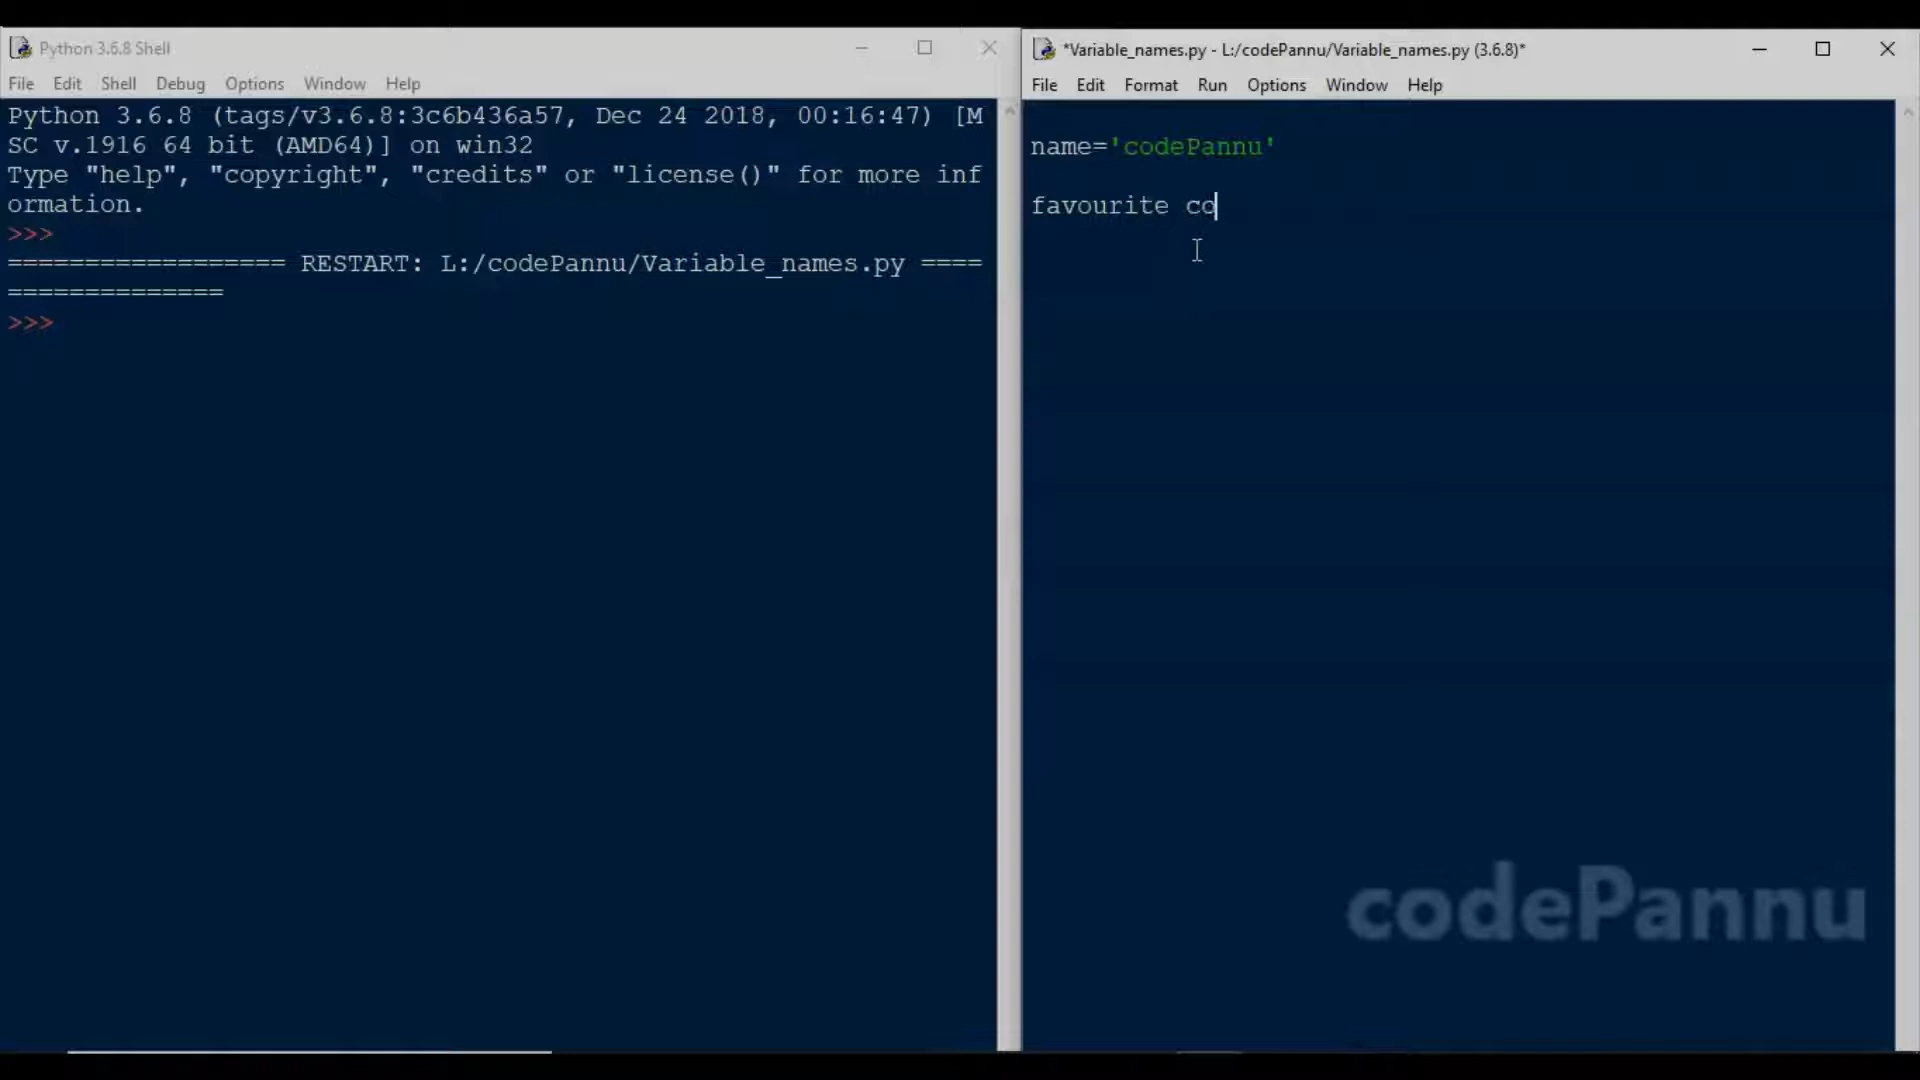 Python 3.6.8 Shell
File Edit Shell Debug Options Window Help
Python 3.6.8 (tags/v3.6.8:3c6b436a57, Dec 24 2018, 00:16:47) [M
SC v.1916 64 bit (AMD64)] on win32
Type "help", "copyright", "credits" or "license()" for more inf
ormation.
>>>
================== RESTART: L:/codePannu/Variable_names.py ====
==============
>>>
*Variable_names.py - L:/codePannu/Variable_names.py (3.6.8)*
File Edit Format Run Options Window Help
name='codePannu'
favourite co
codePannu